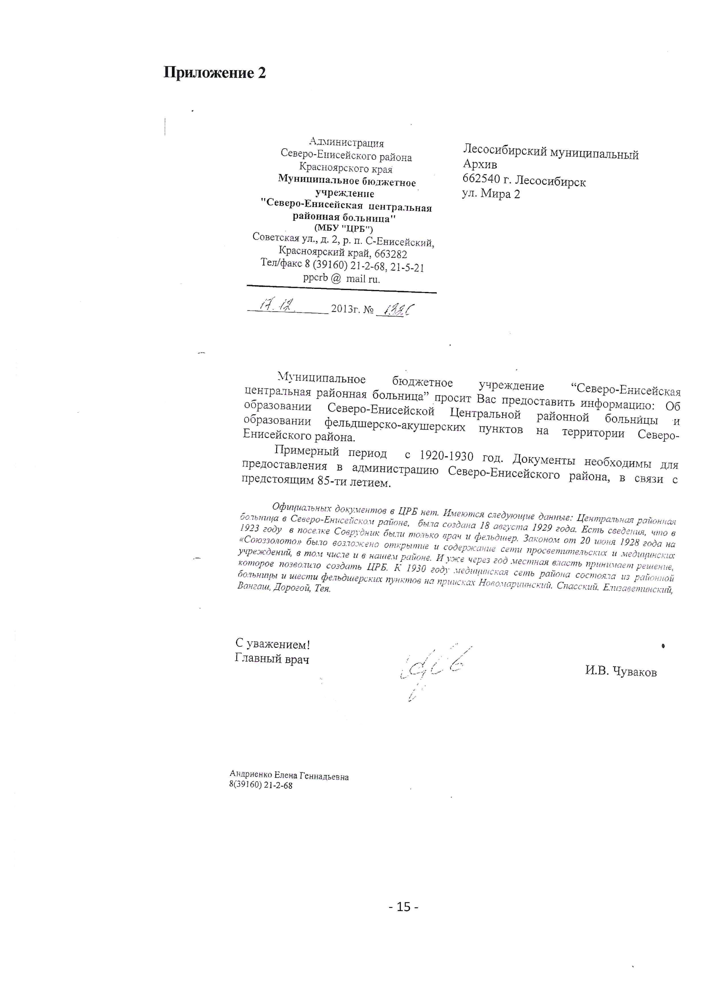 Приложение 2
Администрация
Северо-Енисейского района
Красноярского края
Муниципальное бюджетное
учреждение
"Северо-Енисейская центральная
районная больница"
(МБУ "ЦРБ")
Советская ул., д. 2, р. п. С-Енисейский,
Красноярский край, 663282
Тел/факс 8 (39160) 21-2-68, 21-5-21
ppcrb @ mail ru.
17.12. 2013г. №
Лесосибирский муниципальный
Архив
662540 г. Лесосибирск
ул. Мира 2
Муниципальное бюджетное учреждение “Северо-Енисейская
центральная районная больница” просит Вас предоставить информацию: Об
образовании Северо-Енисейской Центральной районной больницы и
образовании фельдшерско-акушерских пунктов на территории Северо-
Енисейского района.
Примерный период с 1920-1930 год. Документы необходимы для
предоставления в администрацию Северо-Енисейского района, в связи с
предстоящим 85-ти летием.
Официальных документов в ЦРБ нет. Имеются следующие данные: Центральная районная
больница в Северо-Енисейском районе, была создана 18 августа 1929 года. Есть сведения, что в
1923 году в поселке Соврудник были только врач и фельдшер. Законом от 20 июня 1928 года на
«Союззолото» было возложено открытие и содержание сети просветительских и медицинских
учреждений, в том числе и в нашем районе. И уже через год местная власть принимает решение,
которое позволило создать ЦРБ. К 1930 году медицинская сеть района состояла из районной
больницы и шести фельдшерских пунктов на приисках Новомариинский. Спасский. Елизаветинский,
Вангаш, Дорогой, Тея.
С уважением!
Главный врач
И.В. Чуваков
Андриенко Елена Геннадьевна
8(39160) 21-2-68
- 15 -